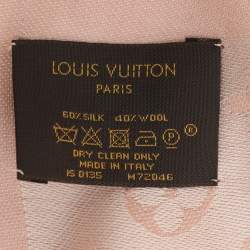 LOUIS VUITTON
PARIS
60%SILK 40%WOOL
P
DRY CLEAN ONLY
MADE IN ITALY
IS 0135 M72046